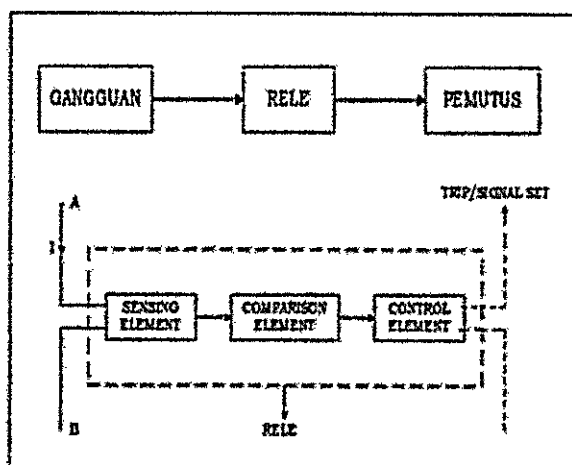 GANGGUAN
RELE
PEMUTUS
A
TRIP/SIGNAL SET
I
SENSING
ELEMENT
COMPARISON
ELEMENT
CONTROL
ELEMENT
B
RELE